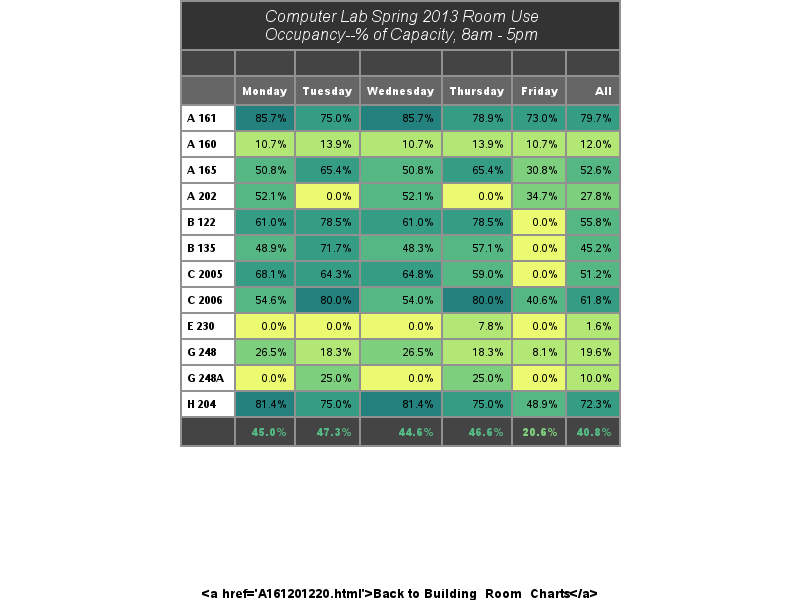 Computer Lab Spring 2013 Room Use
Occupancy--% of Capacity, 8am - 5pm
Monday Tuesday Wednesday Thursday Friday All
A 161 85.7% 75.0% 85.7% 78.9% 73.0% 79.7%
A 160 10.7% 13.9% 10.7% 13.9% 10.7% 12.0%
A 165 50.8% 65.4% 50.8% 65.4% 30.8% 52.6%
A 202 52.1% 0.0% 52.1% 0.0% 34.7% 27.8%
B 122 61.0% 78.5% 61.0% 78.5% 0.0% 55.8%
B 135 48.9% 71.7% 48.3% 57.1% 0.0% 45.2%
C 2005 68.1% 64.3% 64.8% 59.0% 0.0% 51.2%
C 2006 54.6% 80.0% 54.0% 80.0% 40.6% 61.8%
E 230 0.0% 0.0% 0.0% 7.8% 0.0% 1.6%
G 248 26.5% 18.3% 26.5% 18.3% 8.1% 19.6%
G 248A 0.0% 25.0% 0.0% 25.0% 0.0% 10.0%
H 204 81.4% 75.0% 81.4% 75.0% 48.9% 72.3%
45.0% 47.3% 44.6% 46.6% 20.6% 40.8%
<a href='A161201220.html'>Back to Building_Room_Charts</a>